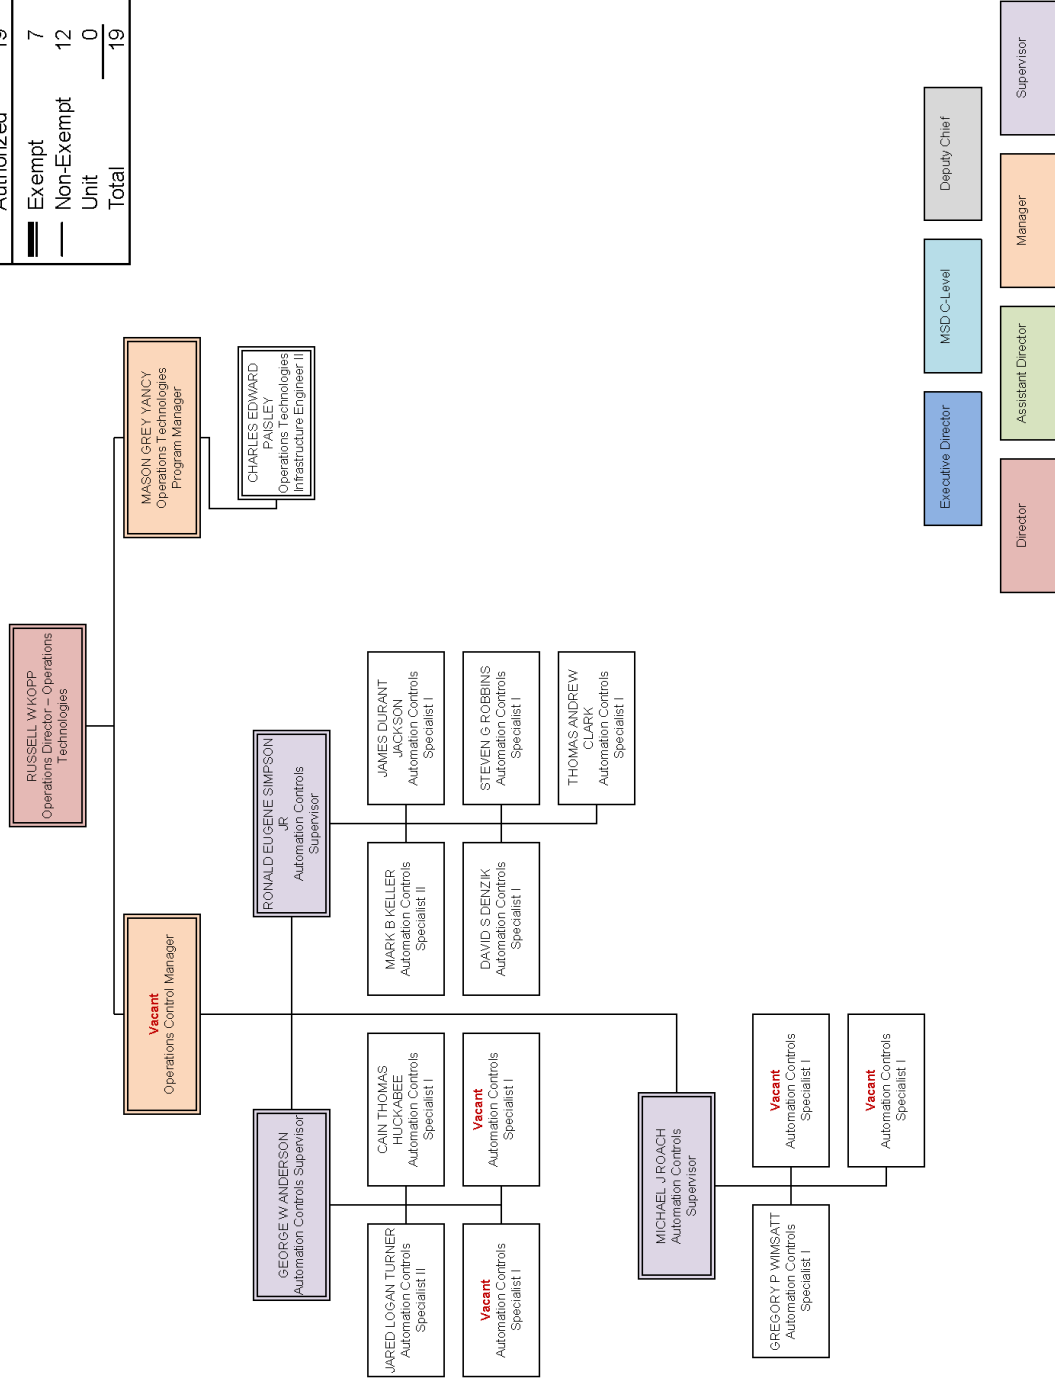 Authorized 19
Exempt 7
Non-Exempt 12
Unit 0
Total 19
RUSSELL W KOPP
Operations Director – Operations
Technologies
Vacant
Operations Control Manager
MASON GREY YANCY
Operations Technologies
Program Manager
CHARLES EDWARD
PAISLEY
Operations Technologies
Infrastructure Engineer II
GEORGE W ANDERSON
Automation Controls Supervisor
RONALD EUGENE SIMPSON
JR
Automation Controls
Supervisor
JARED LOGAN TURNER
Automation Controls
Specialist II
CAIN THOMAS
HUCKABEE
Automation Controls
Specialist I
MARK B KELLER
Automation Controls
Specialist II
JAMES DURANT
JACKSON
Automation Controls
Specialist I
Vacant
Automation Controls
Specialist I
Vacant
Automation Controls
Specialist I
DAVID S DENZIK
Automation Controls
Specialist I
STEVEN G ROBBINS
Automation Controls
Specialist I
THOMAS ANDREW
CLARK
Automation Controls
Specialist I
MICHAEL J ROACH
Automation Controls
Supervisor
GREGORY P WIMSATT
Automation Controls
Specialist I
Vacant
Automation Controls
Specialist I
Vacant
Automation Controls
Specialist I
Executive Director
MSD C-Level
Deputy Chief
Director
Assistant Director
Manager
Supervisor